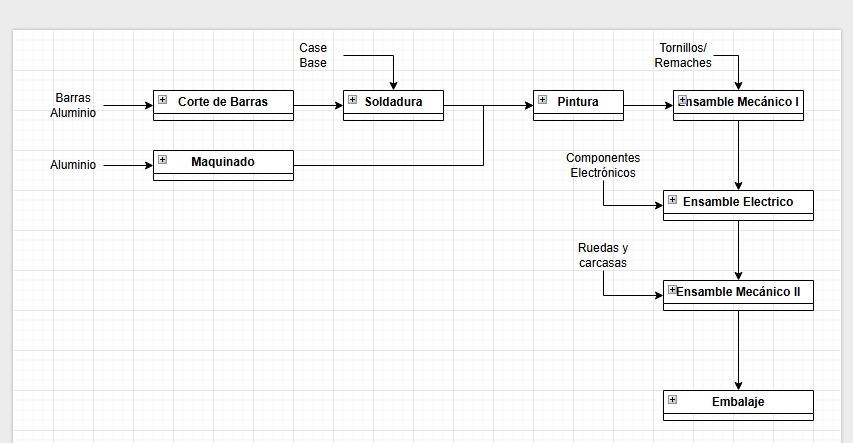 Case
Base
Tornillos/
Remaches
Barras
Aluminio
Corte de Barras
Soldadura
Pintura
Ensamble Mecánico I
Aluminio
Maquinado
Componentes
Electrónicos
Ensamble Electrico
Ruedas y
carcasas
Ensamble Mecánico II
Embalaje